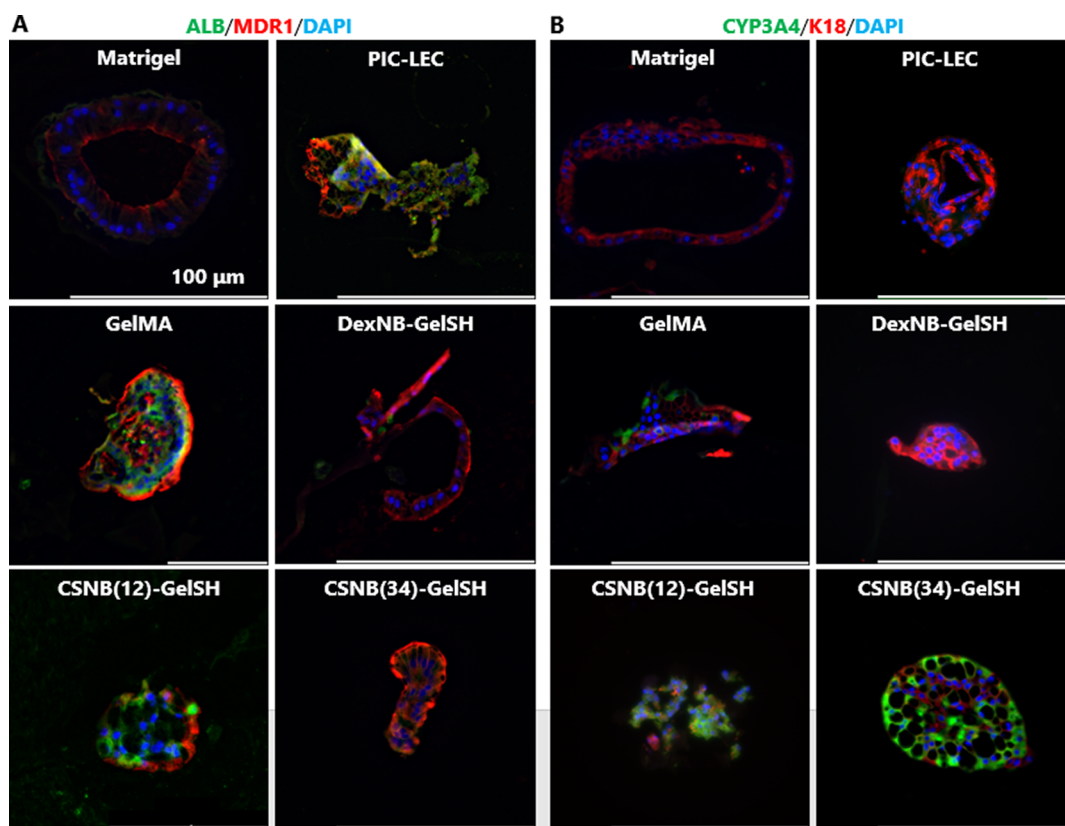 A
ALB/MDR1/DAPI
B
CYP3A4/K18/DAPI
Matrigel
PIC-LEC
Matrigel
PIC-LEC
100 µm
GelMA
DexNB-GelSH
GelMA
DexNB-GelSH
CSNB(12)-GelSH
CSNB(34)-GelSH
CSNB(12)-GelSH
CSNB(34)-GelSH